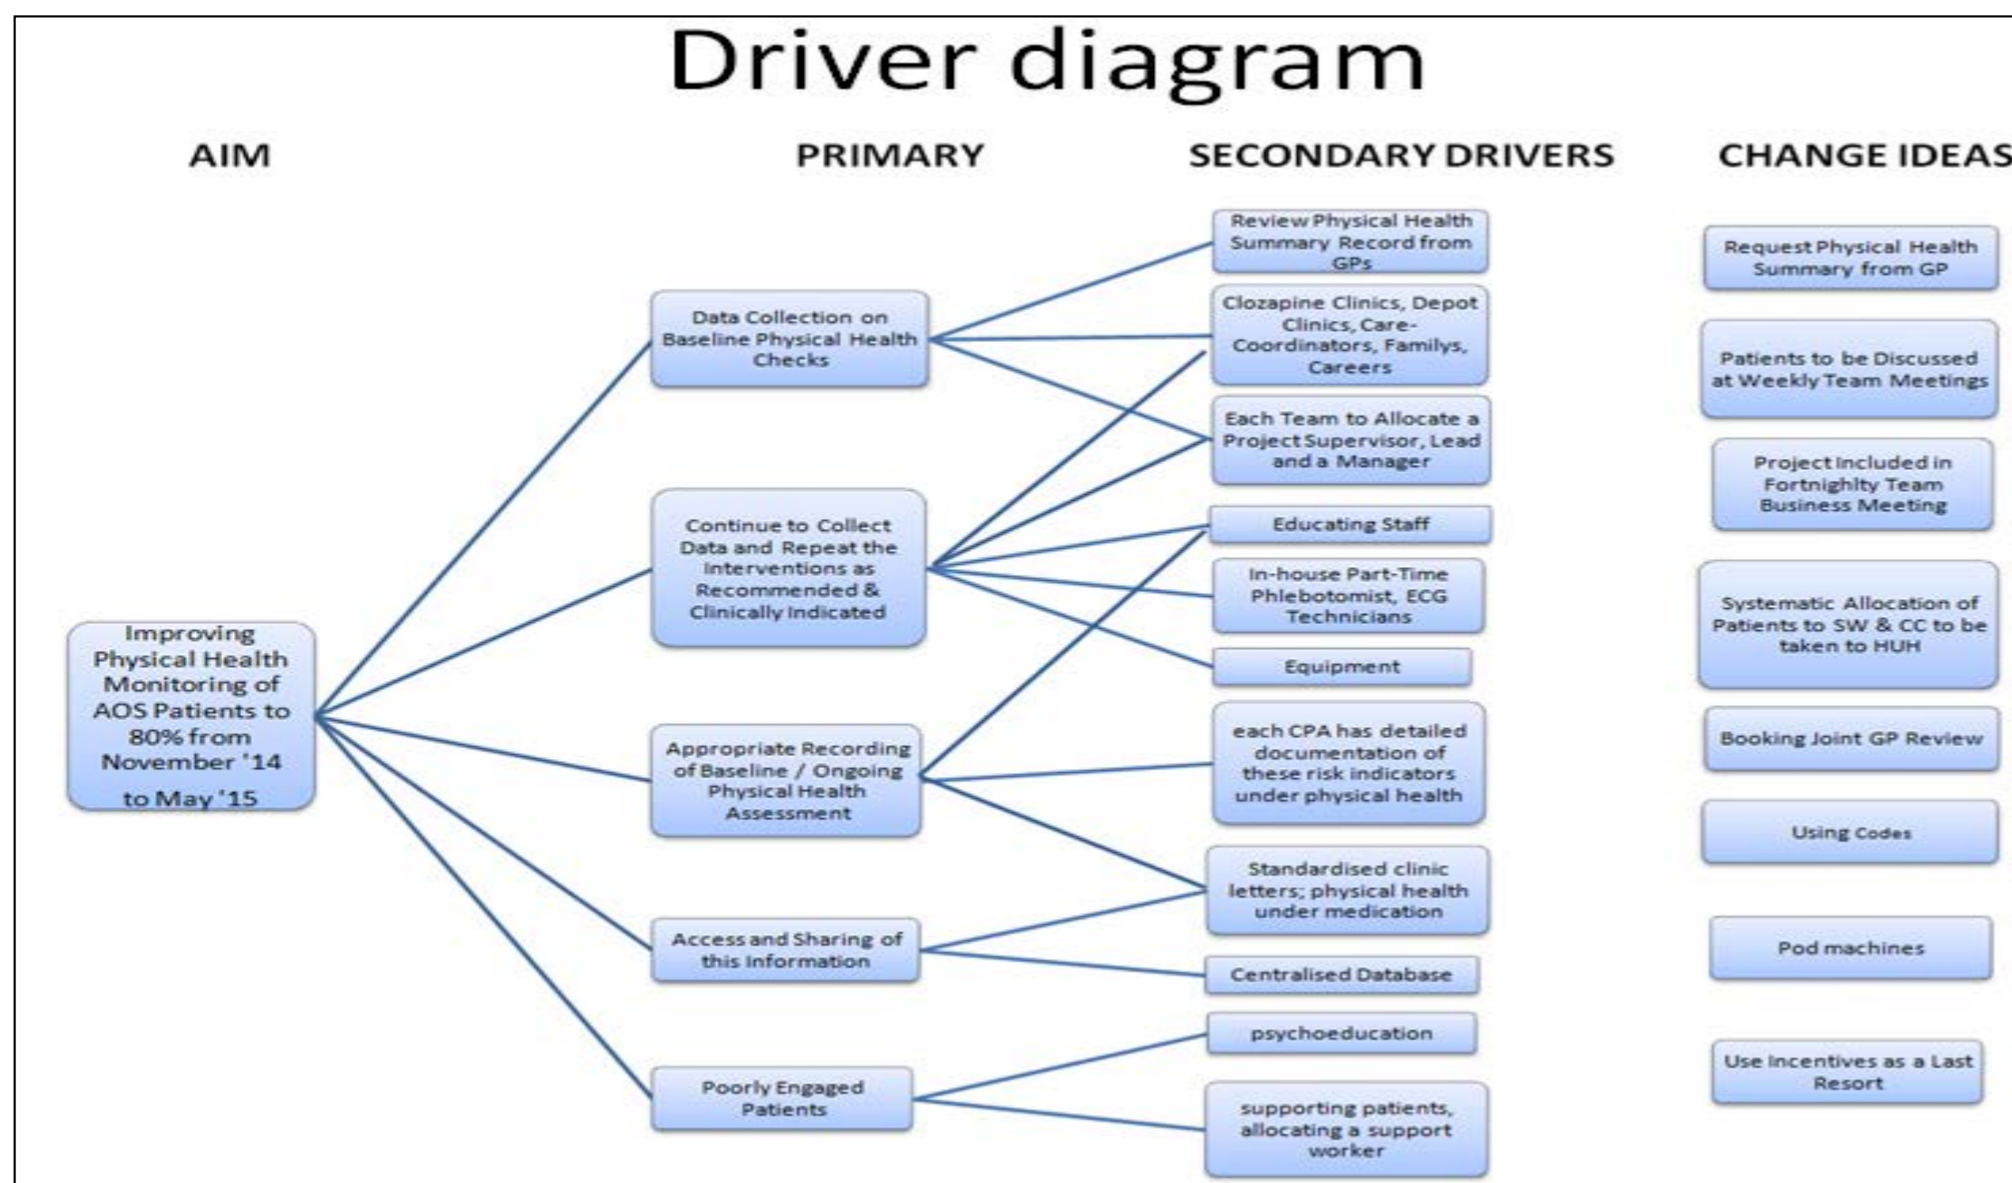 Driver diagram
AIM
PRIMARY
SECONDARY DRIVERS
CHANGE IDEAS
Improving
Physical Health
Monitoring of
AOS Patients to
80% from
November '14
to May '15
Data Collection on
Baseline Physical Health
Checks
Continue to Collect
Data and Repeat the
Interventions as
Recommended &
Clinically Indicated
Appropriate Recording
of Baseline / Ongoing
Physical Health
Assessment
Access and Sharing of
this Information
Poorly Engaged
Patients
Review Physical Health
Summary Record from
GPs
Clozapine Clinics, Depot
Clinics, Care-
Coordinators, Familys,
Careers
Each Team to Allocate a
Project Supervisor, Lead
and a Manager
Educating Staff
In-house Part-Time
Phlebotomist, ECG
Technicians
Equipment
each CPA has detailed
documentation of
these risk indicators
under physical health
Standardised clinic
letters; physical health
under medication
Centralised Database
psychoeducation
supporting patients,
allocating a support
worker
Request Physical Health
Summary from GP
Patients to be Discussed
at Weekly Team Meetings
Project Included in
Fortnighlty Team
Business Meeting
Systematic Allocation of
Patients to SW & CC to be
taken to HUH
Booking Joint GP Review
Using Codes
Pod machines
Use Incentives as a Last
Resort